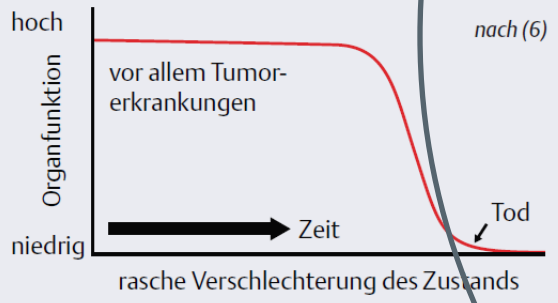 hoch
nach (6)
Organfunktion
vor allem Tumor-
erkrankungen
Tod
Zeit
niedrig
rasche Verschlechterung des Zustands